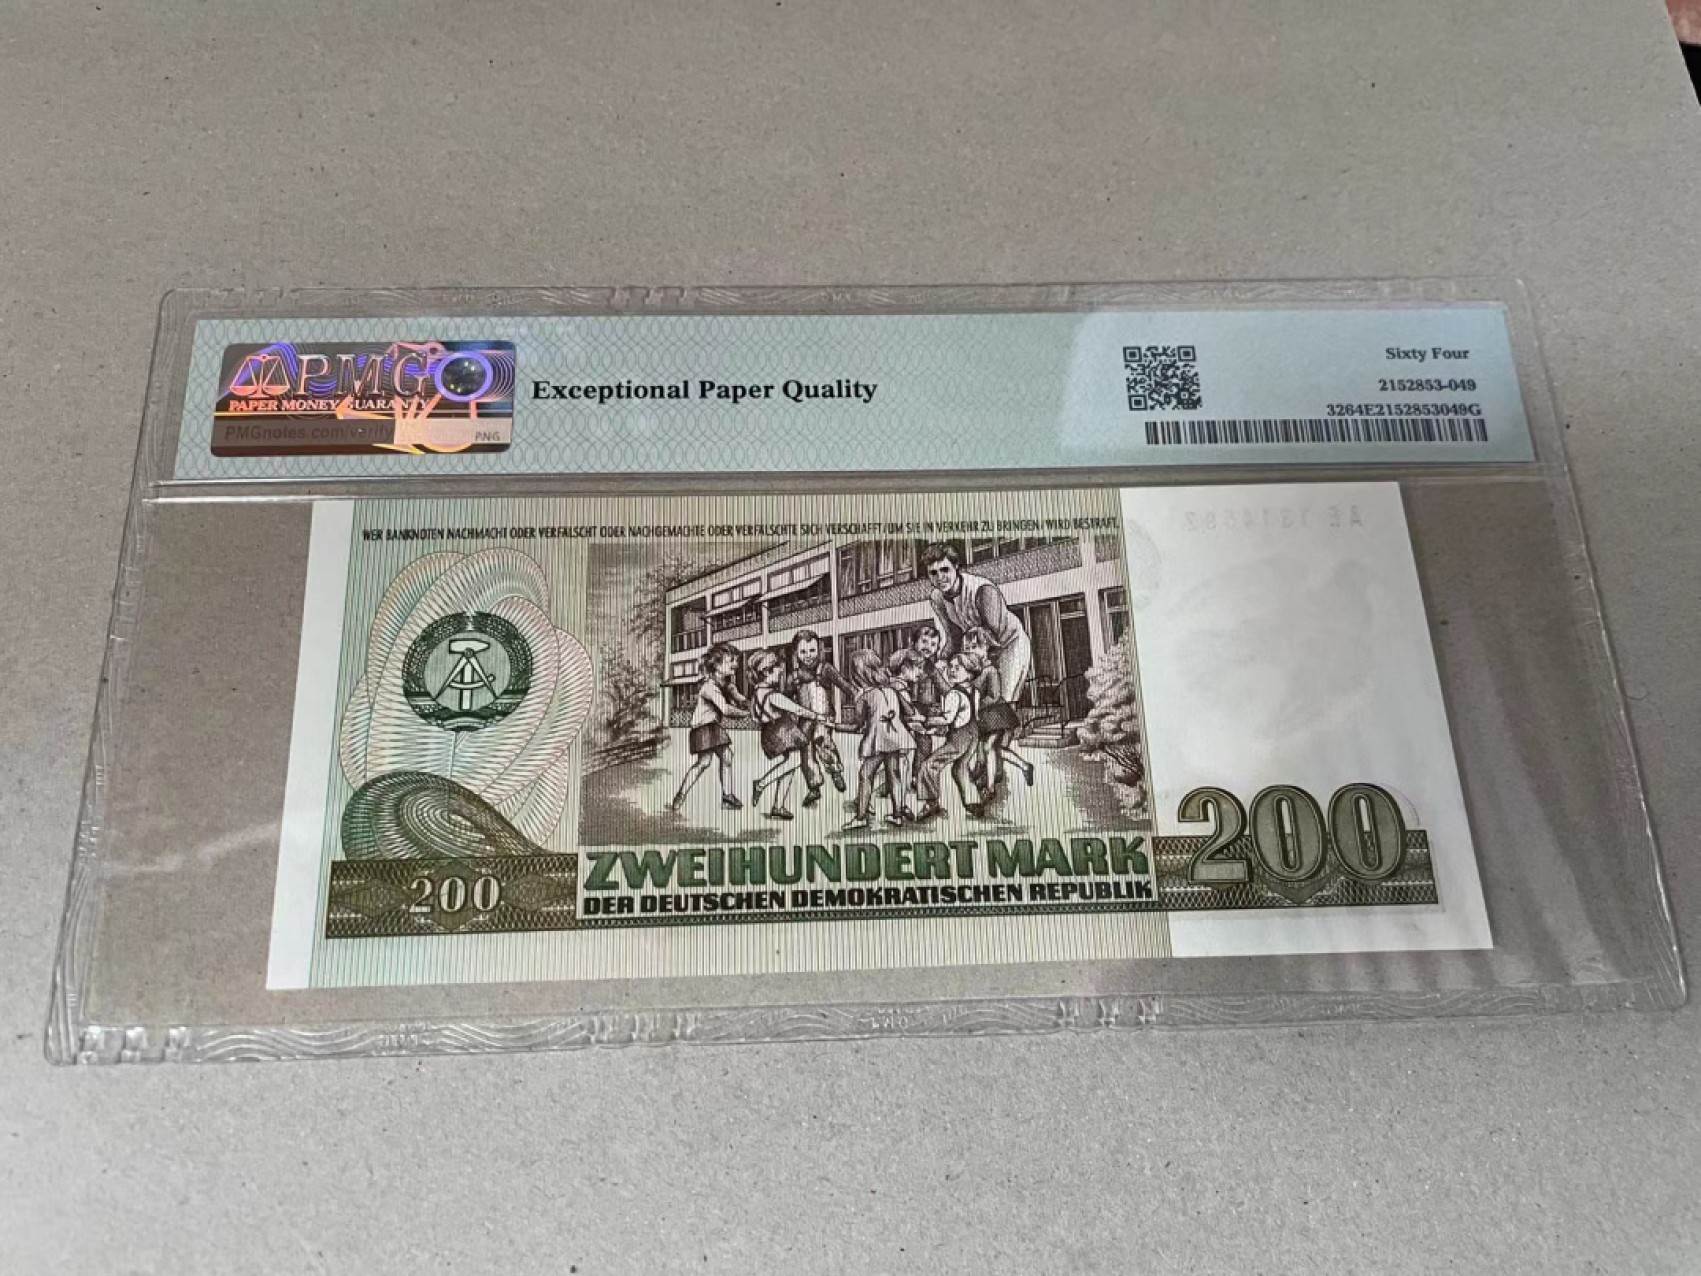 PMG
PAPER MONEY GUARANTY
PMGnotes.com/verify
PNG
Exceptional Paper Quality
Sixty Four
2152853-049
3264E2152853049G
WER BANKNOTEN NACHMACHT ODER VERFÄLSCHT ODER NACHGEMACHTE ODER VERFÄLSCHTE SICH VERSCHAFFT/UM SIE IN VERKEHR ZU BRINGEN/WIRD BESTRAFT.
200
ZWEIHUNDERT MARK
DER DEUTSCHEN DEMOKRATISCHEN REPUBLIK
200